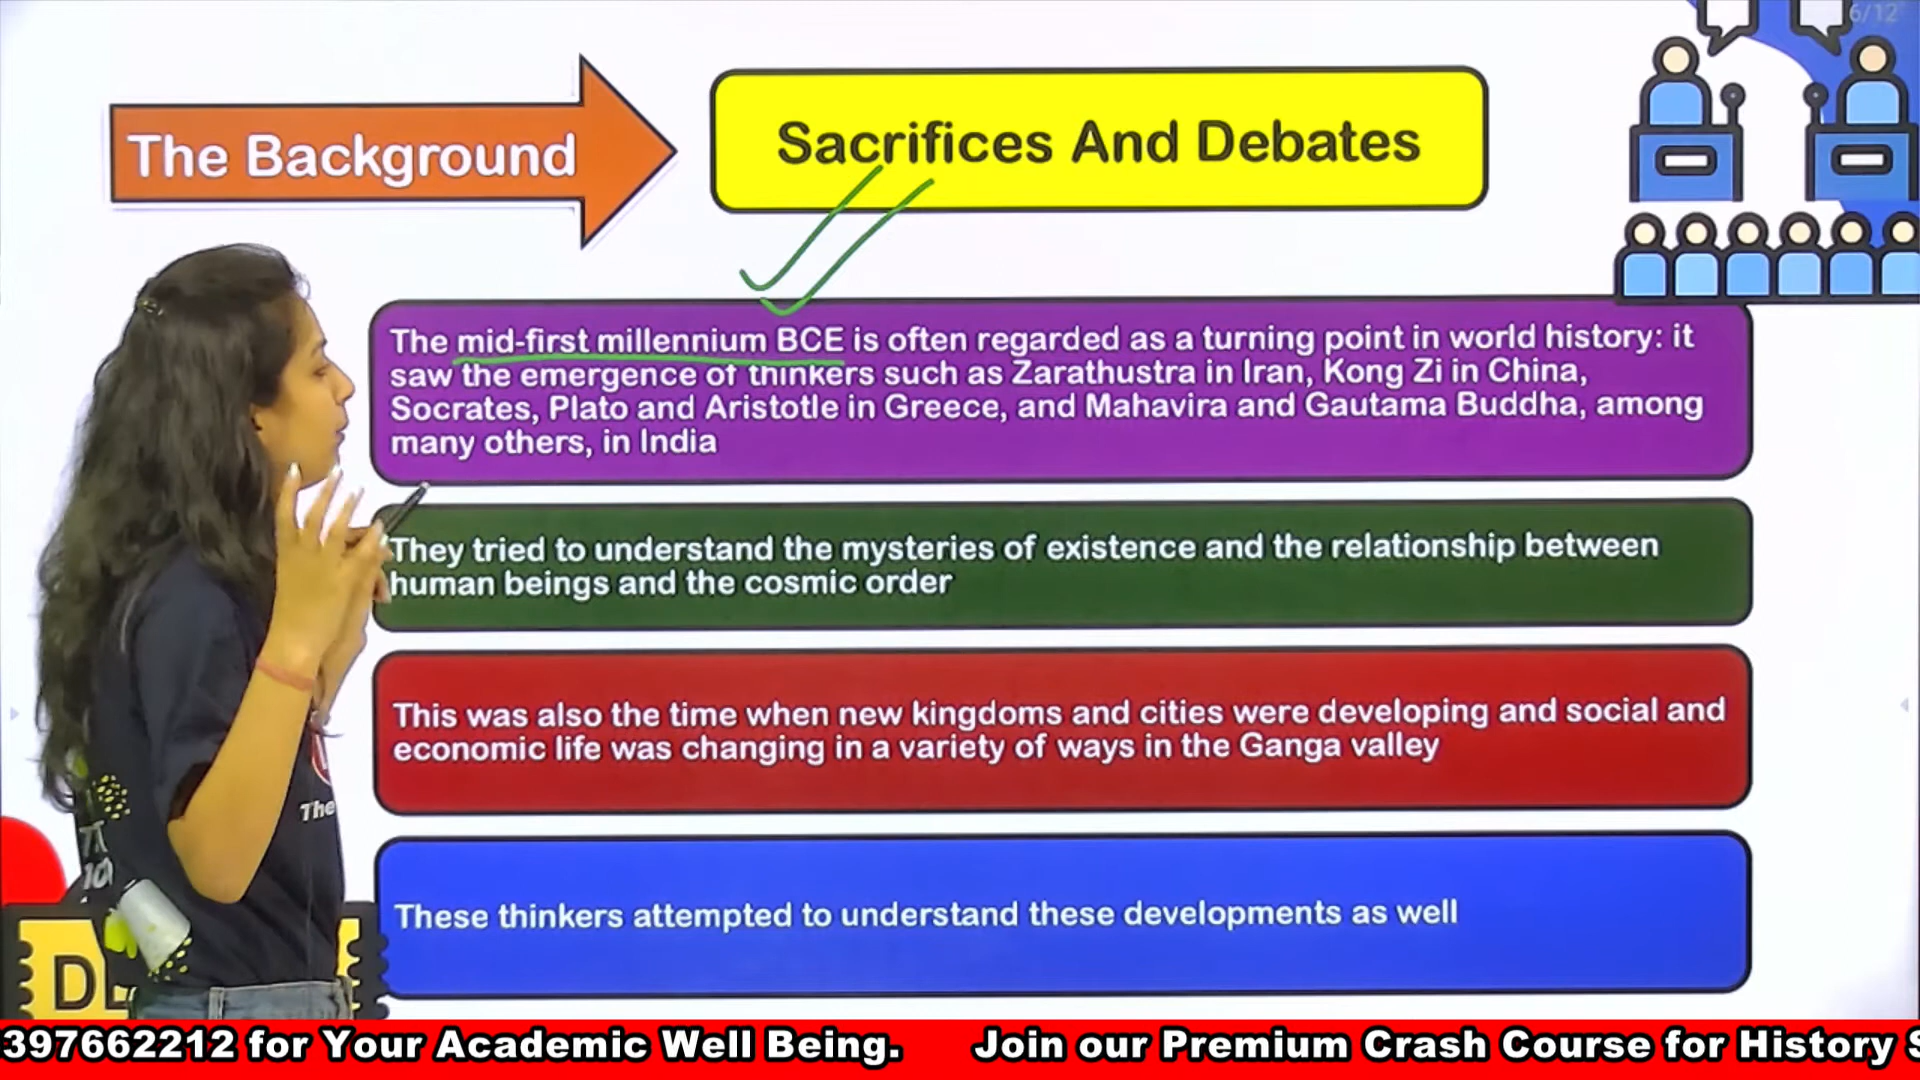 6/12
The Background
Sacrifices And Debates
The mid-first millennium BCE is often regarded as a turning point in world history: it
saw the emergence of thinkers such as Zarathustra in Iran, Kong Zi in China,
Socrates, Plato and Aristotle in Greece, and Mahavira and Gautama Buddha, among
many others, in India
They tried to understand the mysteries of existence and the relationship between
human beings and the cosmic order
This was also the time when new kingdoms and cities were developing and social and
economic life was changing in a variety of ways in the Ganga valley
The
These thinkers attempted to understand these developments as well
397662212 for Your Academic Well Being. Join our Premium Crash Course for History S